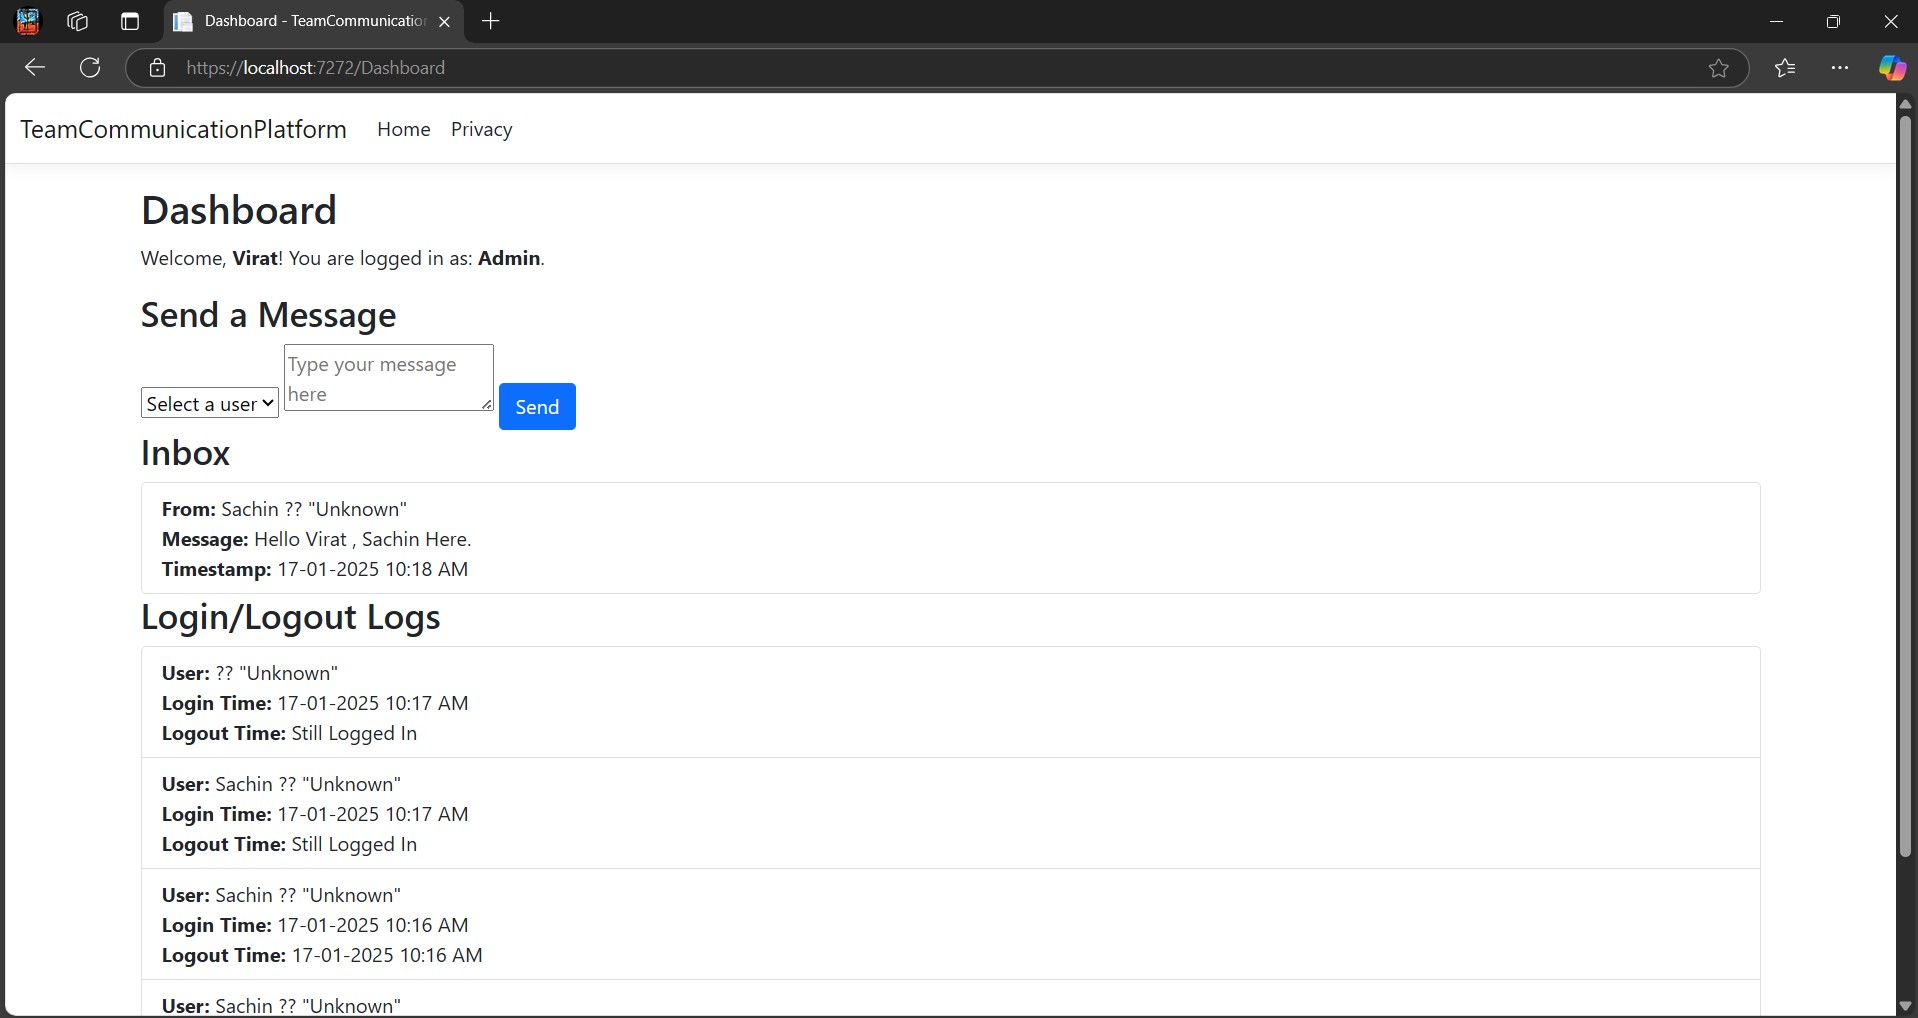 Dashboard - TeamCommunication
https://localhost:7272/Dashboard
TeamCommunicationPlatform Home Privacy
Dashboard
Welcome, Virat! You are logged in as: Admin.
Send a Message
Select a user
Type your message
here
Send
Inbox
From: Sachin ?? "Unknown"
Message: Hello Virat , Sachin Here.
Timestamp: 17-01-2025 10:18 AM
Login/Logout Logs
User: ?? "Unknown"
Login Time: 17-01-2025 10:17 AM
Logout Time: Still Logged In
User: Sachin ?? "Unknown"
Login Time: 17-01-2025 10:17 AM
Logout Time: Still Logged In
User: Sachin ?? "Unknown"
Login Time: 17-01-2025 10:16 AM
Logout Time: 17-01-2025 10:16 AM
User: Sachin ?? "Unknown"